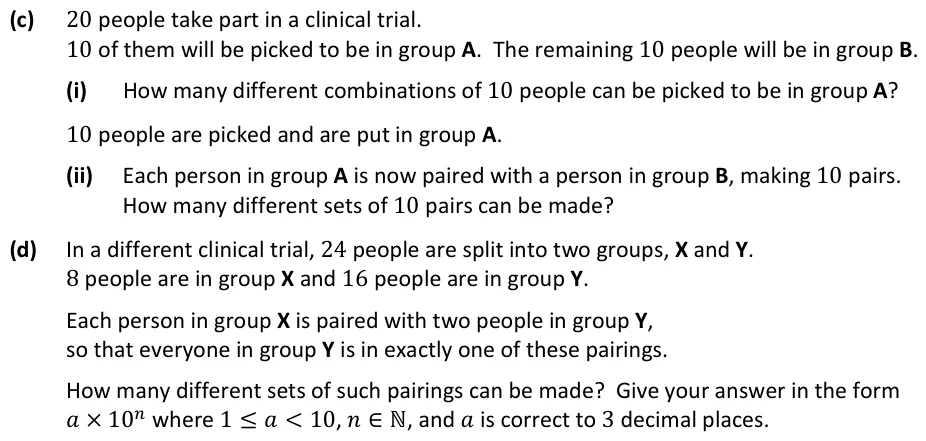 (c) 20 people take part in a clinical trial.
10 of them will be picked to be in group A. The remaining 10 people will be in group B.
(i) How many different combinations of 10 people can be picked to be in group A?
10 people are picked and are put in group A.
(ii) Each person in group A is now paired with a person in group B, making 10 pairs.
How many different sets of 10 pairs can be made?
(d) In a different clinical trial, 24 people are split into two groups, X and Y.
8 people are in group X and 16 people are in group Y.
Each person in group X is paired with two people in group Y,
so that everyone in group Y is in exactly one of these pairings.
How many different sets of such pairings can be made? Give your answer in the form
a × 10ⁿ where 1 ≤ a < 10, n ∈ ℕ, and a is correct to 3 decimal places.